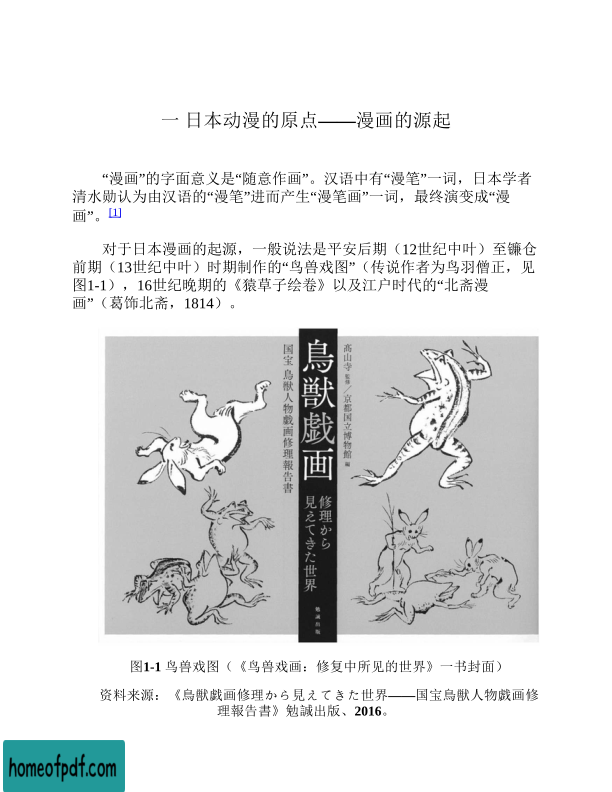 一 日本动漫的原点——漫画的源起
“漫画”的字面意义是“随意作画”。汉语中有“漫笔”一词，日本学者
清水勋认为由汉语的“漫笔”进而产生“漫笔画”一词，最终演变成“漫
画”。[1]
对于日本漫画的起源，一般说法是平安后期（12世纪中叶）至镰仓
前期（13世纪中叶）时期制作的“鸟兽戏图”（传说作者为鸟羽僧正，见
图1-1），16世纪晚期的《猿草子绘卷》以及江户时代的“北斋漫
画”（葛饰北斋，1814）。
高山寺 監修／京都国立博物館 編
鳥獣戯画
修理から
見えてきた世界
国宝 鳥獣人物戯画修理報告書
勉誠出版
图1-1 鸟兽戏图（《鸟兽戏画：修复中所见的世界》一书封面）
资料来源：《鳥獣戯画修理から見えてきた世界——国宝鳥獣人物戯画修
理報告書》勉誠出版、2016。
homeofpdf.com